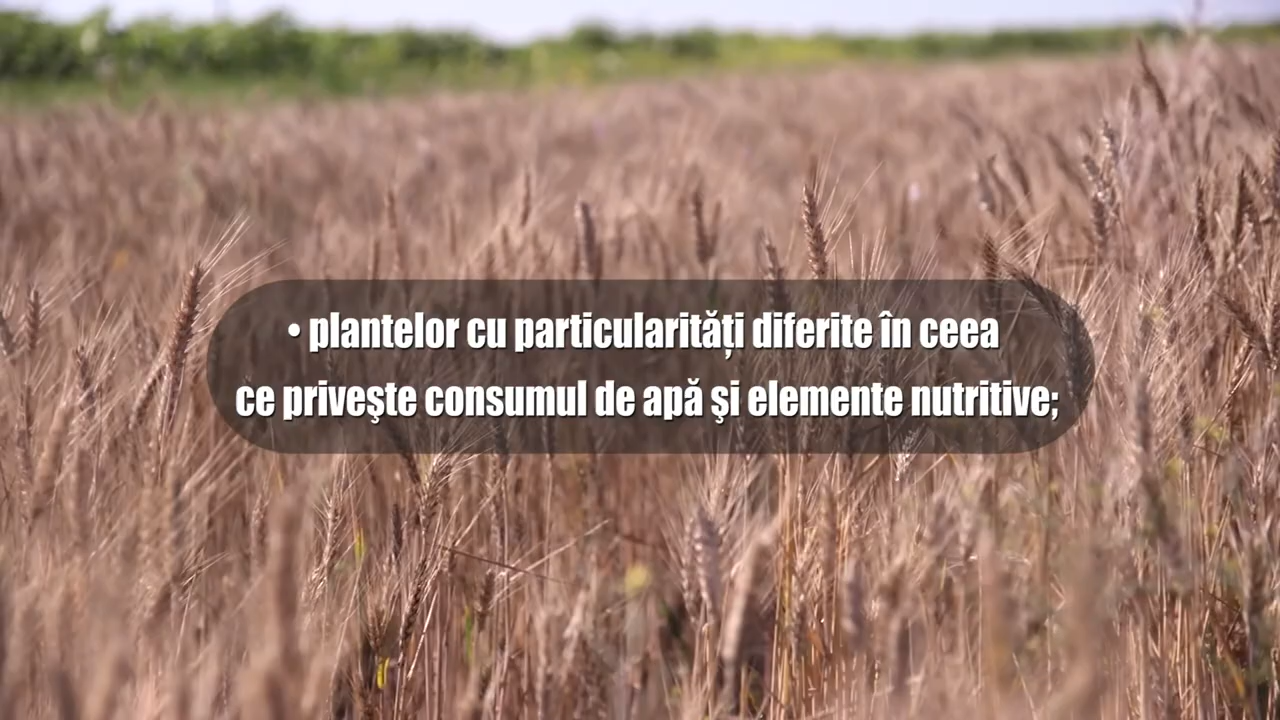 • plantelor cu particularități diferite în ceea
ce priveşte consumul de apă şi elemente nutritive;